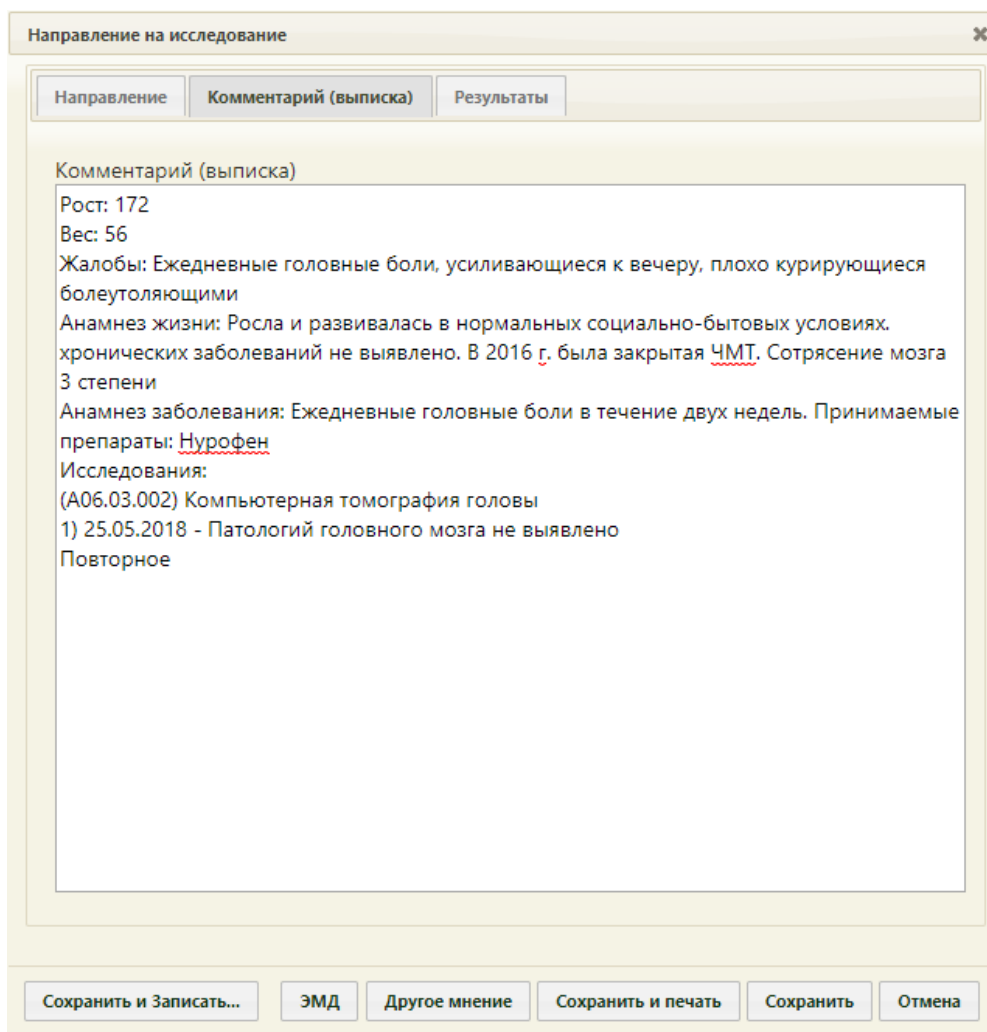 Направление на исследование
Направление
Комментарий (выписка)
Результаты
Комментарий (выписка)
Рост: 172
Вес: 56
Жалобы: Ежедневные головные боли, усиливающиеся к вечеру, плохо курирующиеся
болеутоляющими
Анамнез жизни: Росла и развивалась в нормальных социально-бытовых условиях.
хронических заболеваний не выявлено. В 2016 г. была закрытая ЧМТ. Сотрясение мозга
3 степени
Анамнез заболевания: Ежедневные головные боли в течение двух недель. Принимаемые
препараты: Нурофен
Исследования:
(A06.03.002) Компьютерная томография головы
1) 25.05.2018 - Патологий головного мозга не выявлено
Повторное
Сохранить и Записать...
ЭМД
Другое мнение
Сохранить и печать
Сохранить
Отмена